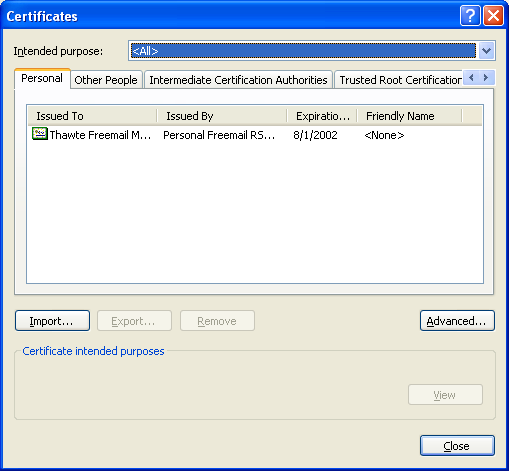 Certificates
Intended purpose: <All>
Personal Other People Intermediate Certification Authorities Trusted Root Certification
Issued To Issued By Expiratio... Friendly Name
Thawte Freemail M... Personal Freemail RS... 8/1/2002 <None>
Import... Export... Remove Advanced...
Certificate intended purposes
View
Close